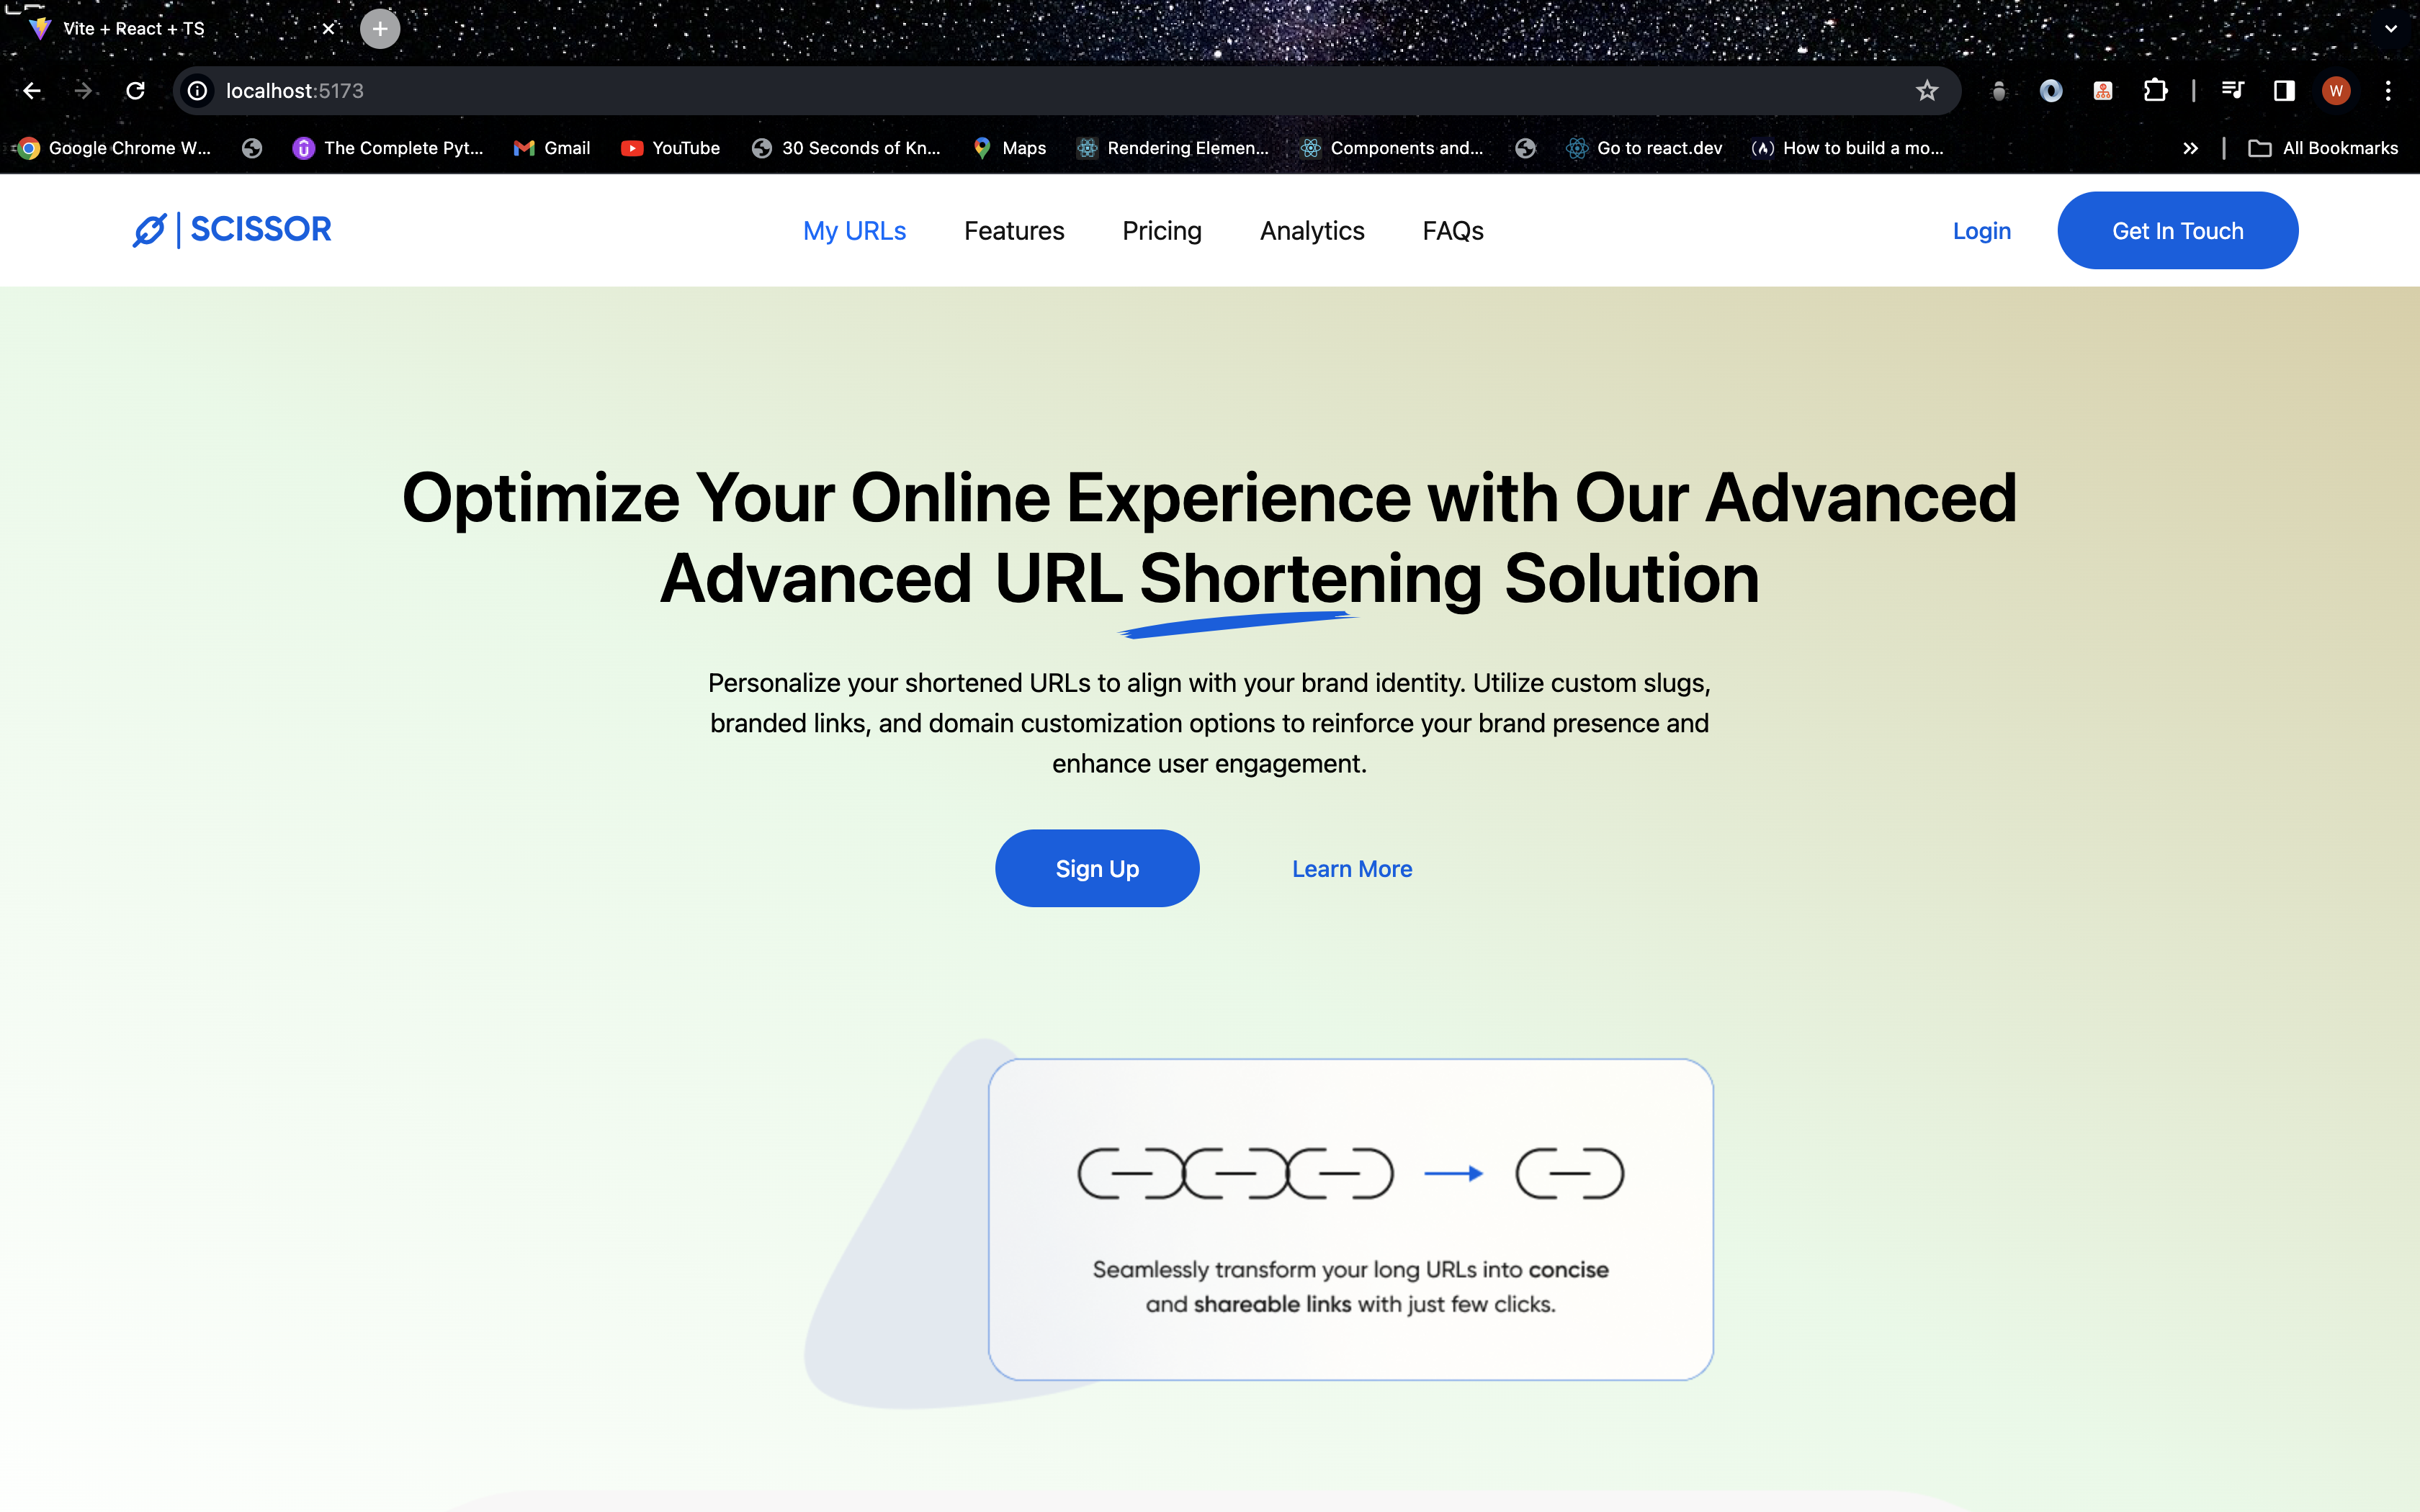 Vite + React + TS
localhost:5173
Google Chrome W... The Complete Pyt... Gmail YouTube 30 Seconds of Kn... Maps Rendering Elemen... Components and... Go to react.dev How to build a mo... All Bookmarks
W
SCISSOR My URLs Features Pricing Analytics FAQs Login Get In Touch
Optimize Your Online Experience with Our Advanced
Advanced URL Shortening Solution
Personalize your shortened URLs to align with your brand identity. Utilize custom slugs,
branded links, and domain customization options to reinforce your brand presence and
enhance user engagement.
Sign Up Learn More
Seamlessly transform your long URLs into concise
and shareable links with just few clicks.